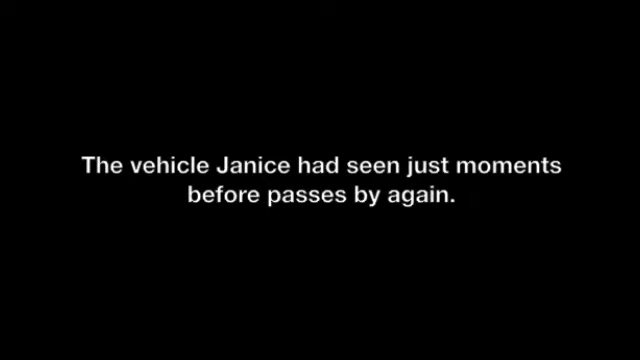 The vehicle Janice had seen just moments
before passes by again.